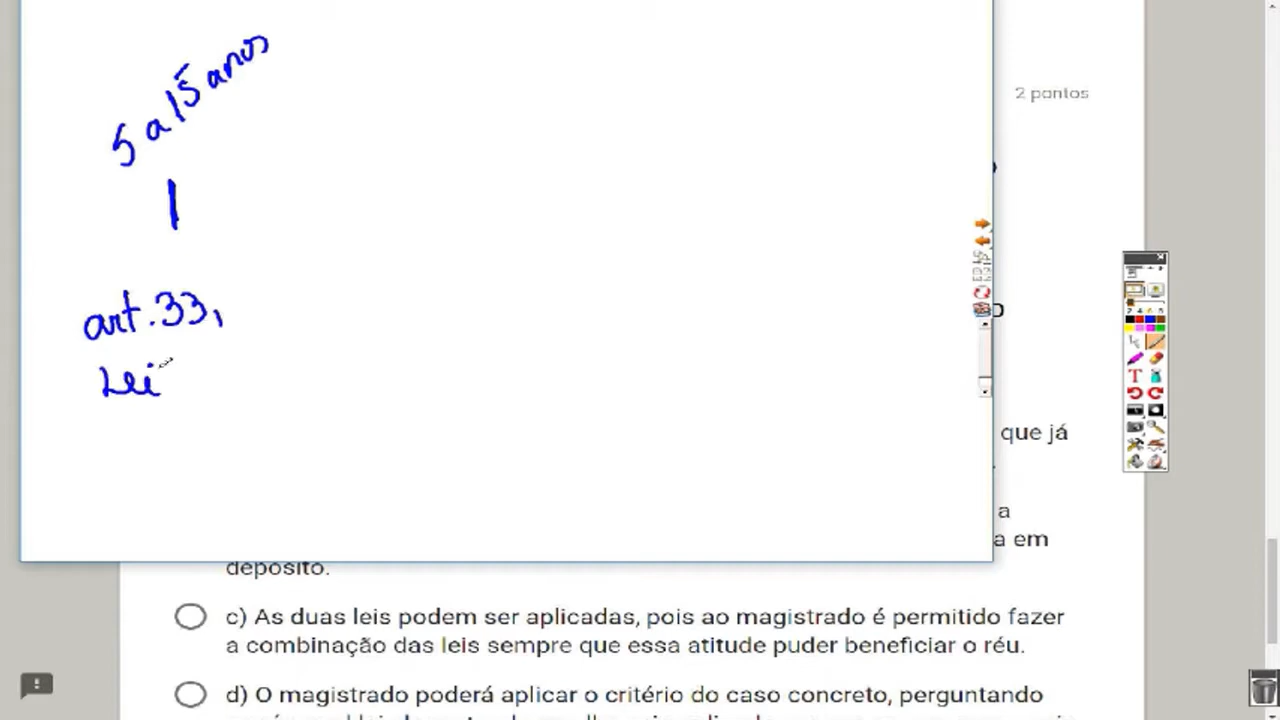 5 a 15 anos
2 pontos
art. 33,
Lei
que já
a
a em
depósito.
c) As duas leis podem ser aplicadas, pois ao magistrado é permitido fazer
a combinação das leis sempre que essa atitude puder beneficiar o réu.
d) O magistrado poderá aplicar o critério do caso concreto, perguntando